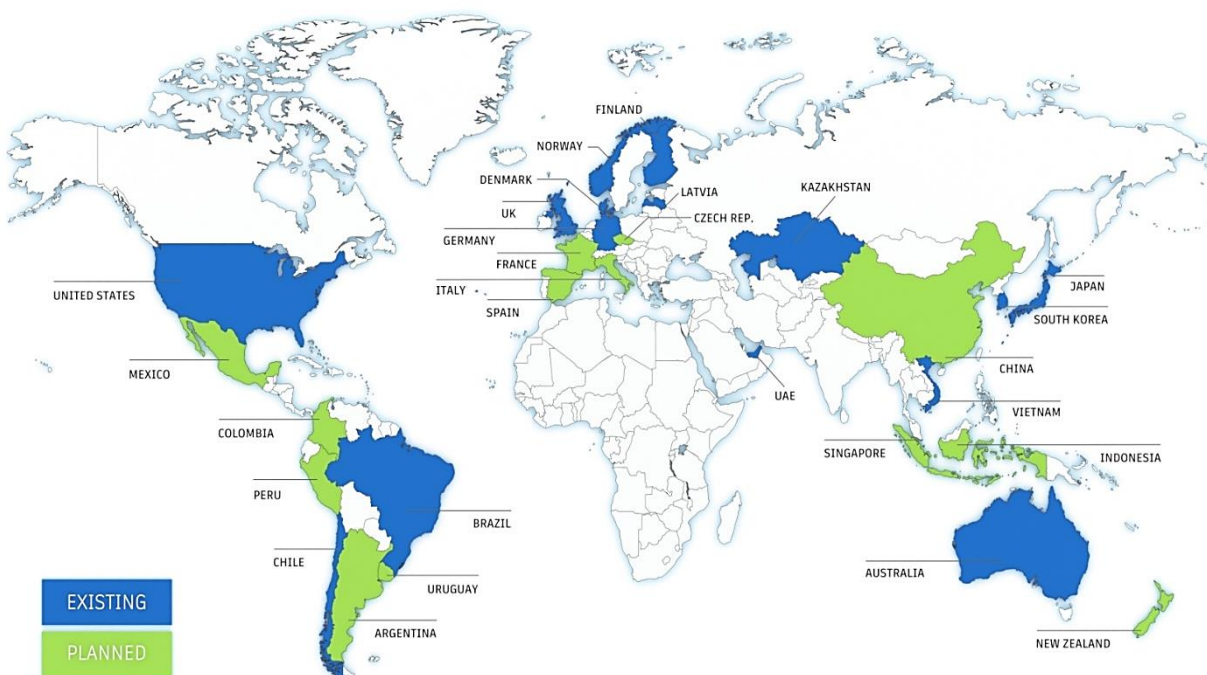 FINLAND
NORWAY
DENMARK
LATVIA
KAZAKHSTAN
UK
CZECH REP.
GERMANY
FRANCE
ITALY
JAPAN
UNITED STATES
SPAIN
SOUTH KOREA
MEXICO
CHINA
UAE
VIETNAM
COLOMBIA
SINGAPORE
INDONESIA
PERU
BRAZIL
CHILE
AUSTRALIA
URUGUAY
EXISTING
ARGENTINA
NEW ZEALAND
PLANNED